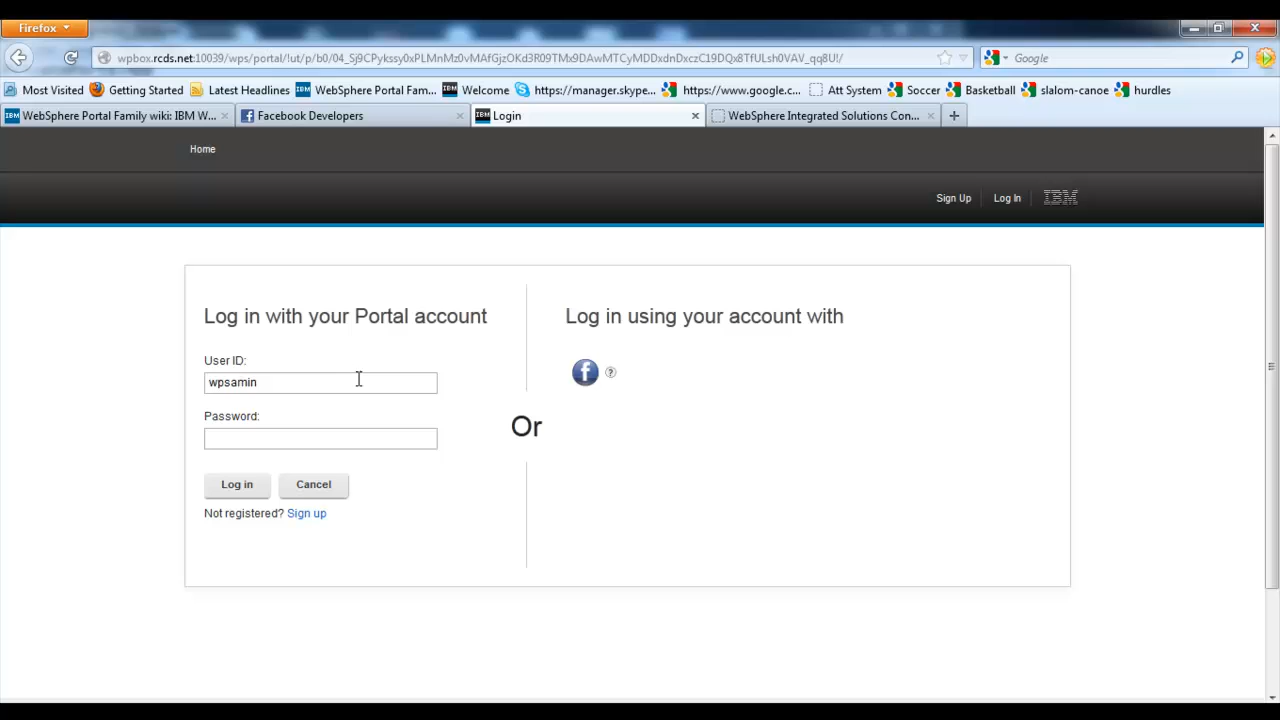 Firefox
wpbox.rcds.net:10039/wps/portal/!ut/p/b0/04_Sj9CPykssy0xPLMnMz0vMAfGjzOKd3R09TMx9DAwMTCyMDDxdnDxczC19DQx8TfULsh0VAV_qq8U!/
Google
Most Visited Getting Started Latest Headlines WebSphere Portal Fam... Welcome https://manager.skype... https://www.google.c... Att System Soccer Basketball slalom-canoe hurdles
WebSphere Portal Family wiki: IBM W... Facebook Developers Login WebSphere Integrated Solutions Con...
Home
Sign Up Log In IBM
Log in with your Portal account
Log in using your account with
User ID:
wpsamin
Password:
Or
Log in Cancel
Not registered? Sign up